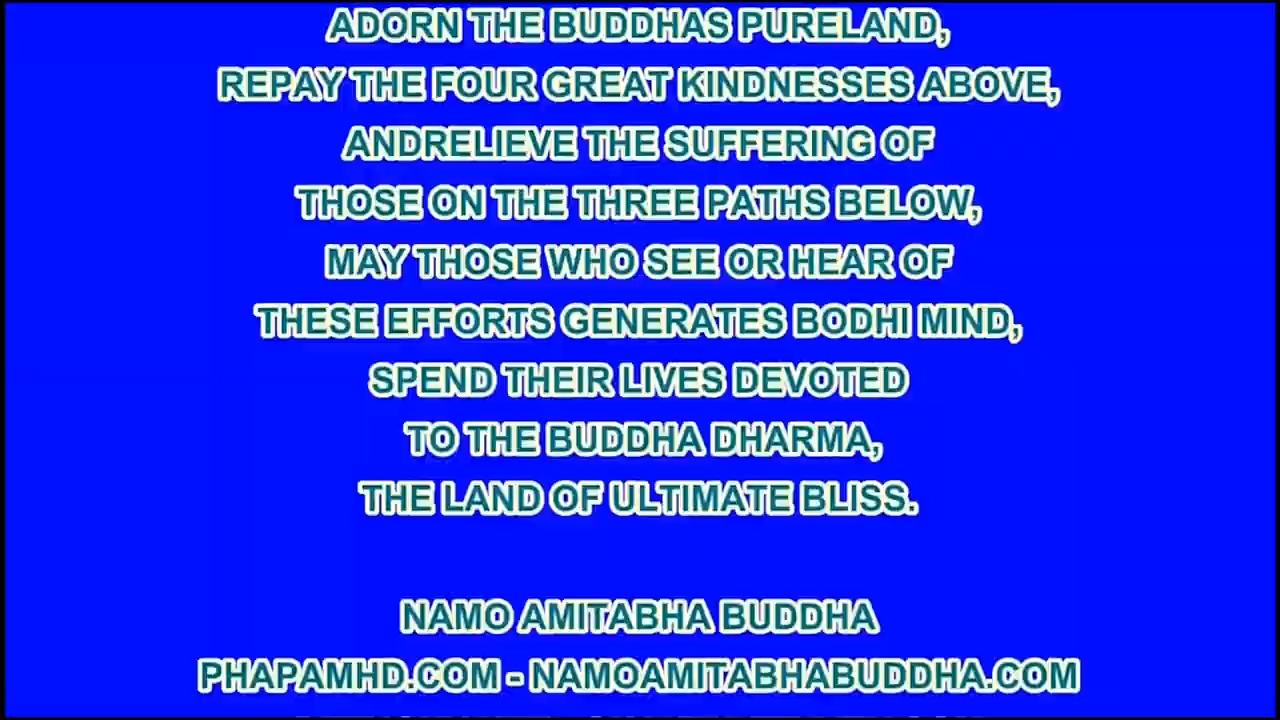 ADORN THE BUDDHAS PURELAND,
REPAY THE FOUR GREAT KINDNESSES ABOVE,
ANDRELIEVE THE SUFFERING OF
THOSE ON THE THREE PATHS BELOW,
MAY THOSE WHO SEE OR HEAR OF
THESE EFFORTS GENERATES BODHI MIND,
SPEND THEIR LIVES DEVOTED
TO THE BUDDHA DHARMA,
THE LAND OF ULTIMATE BLISS.
NAMO AMITABHA BUDDHA
PHAPAMHD.COM - NAMOAMITABHABUDDHA.COM